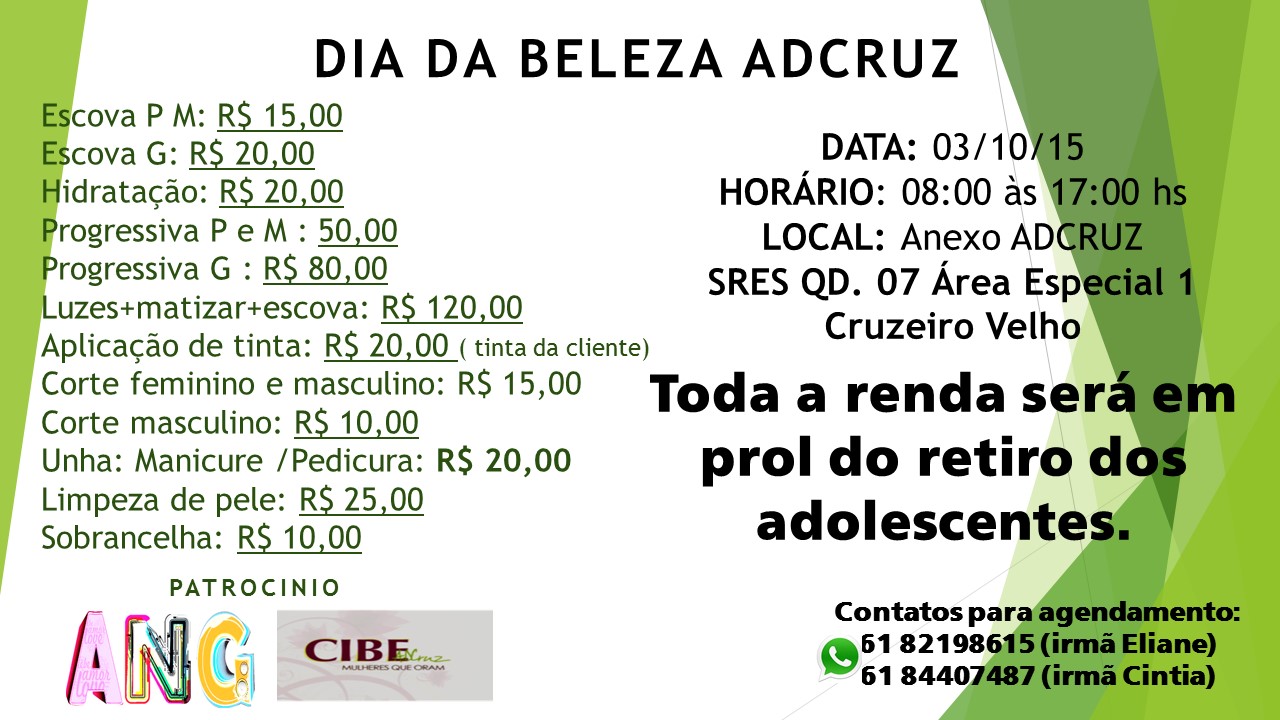 DIA DA BELEZA ADCRUZ
Escova P M: R$ 15,00
Escova G: R$ 20,00
Hidratação: R$ 20,00
Progressiva P e M : 50,00
Progressiva G : R$ 80,00
Luzes+matizar+escova: R$ 120,00
Aplicação de tinta: R$ 20,00 ( tinta da cliente)
Corte feminino e masculino: R$ 15,00
Corte masculino: R$ 10,00
Unha: Manicure /Pedicura: R$ 20,00
Limpeza de pele: R$ 25,00
Sobrancelha: R$ 10,00
PATROCINIO
ANG
CIBE
MULHERES QUE ORAM
DATA: 03/10/15
HORÁRIO: 08:00 às 17:00 hs
LOCAL: Anexo ADCRUZ
SRES QD. 07 Área Especial 1
Cruzeiro Velho
Toda a renda será em
prol do retiro dos
adolescentes.
Contatos para agendamento:
61 82198615 (irmã Eliane)
61 84407487 (irmã Cintia)